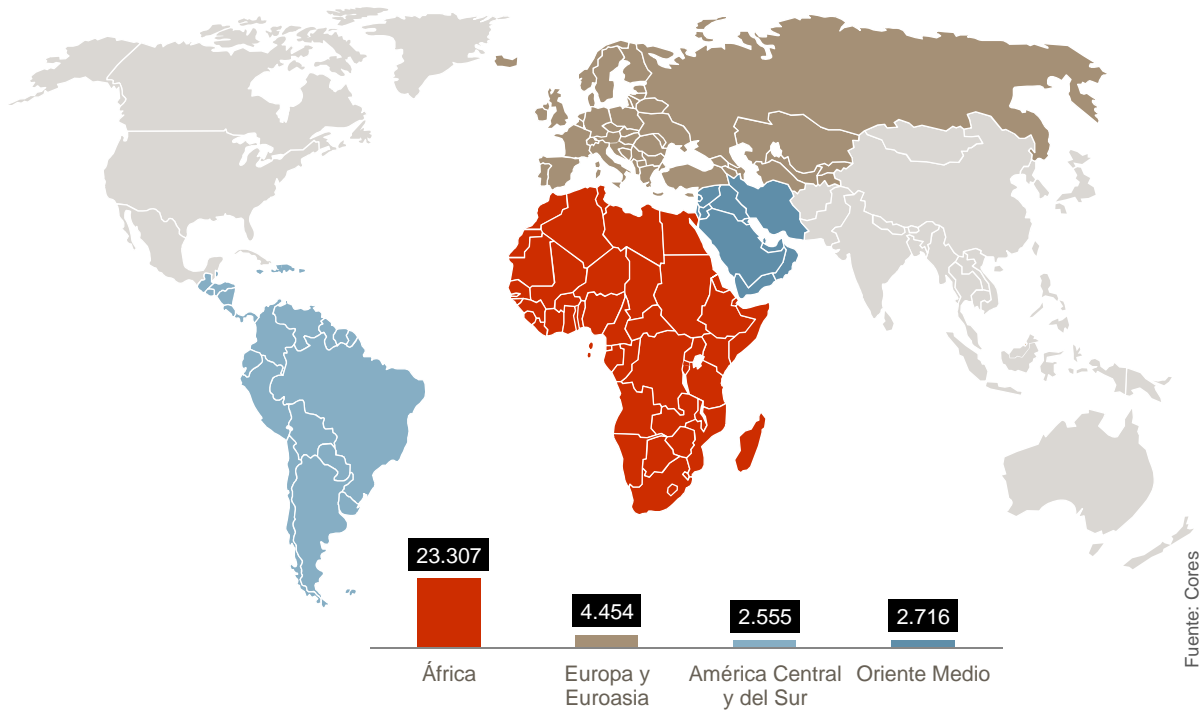 23.307
4.454
2.555
2.716
África
Europa y
Euroasia
América Central
y del Sur
Oriente Medio
Fuente: Cores